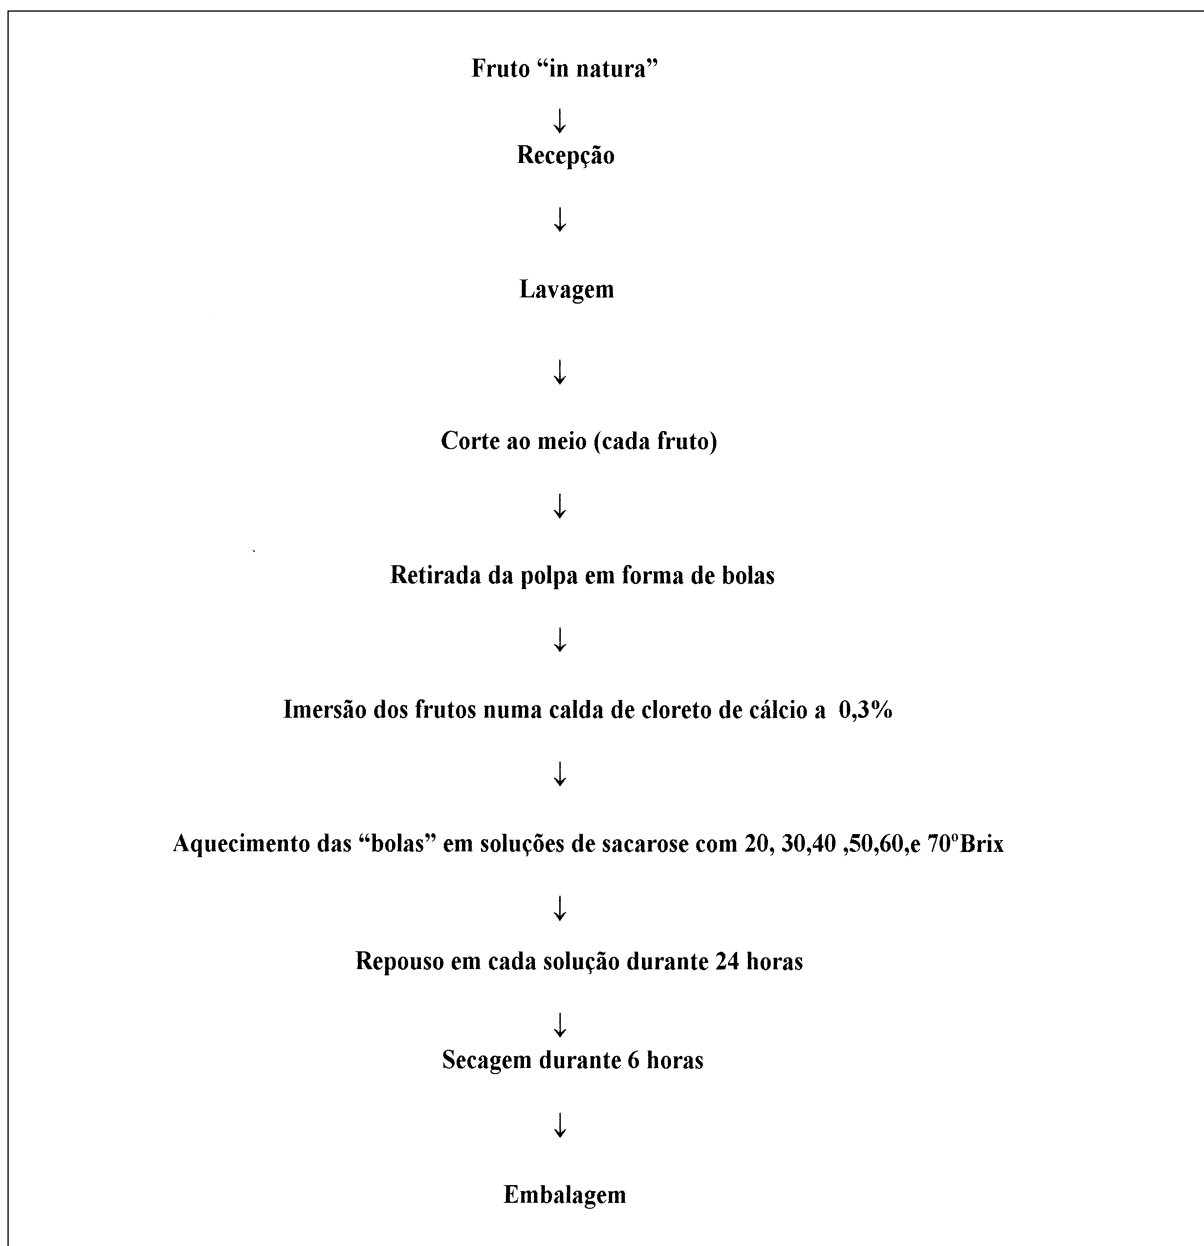 Fruto “in natura”
↓
Recepção
↓
Lavagem
↓
Corte ao meio (cada fruto)
↓
Retirada da polpa em forma de bolas
↓
Imersão dos frutos numa calda de cloreto de cálcio a 0,3%
↓
Aquecimento das “bolas” em soluções de sacarose com 20, 30,40 ,50,60,e 70ºBrix
↓
Repouso em cada solução durante 24 horas
↓
Secagem durante 6 horas
↓
Embalagem